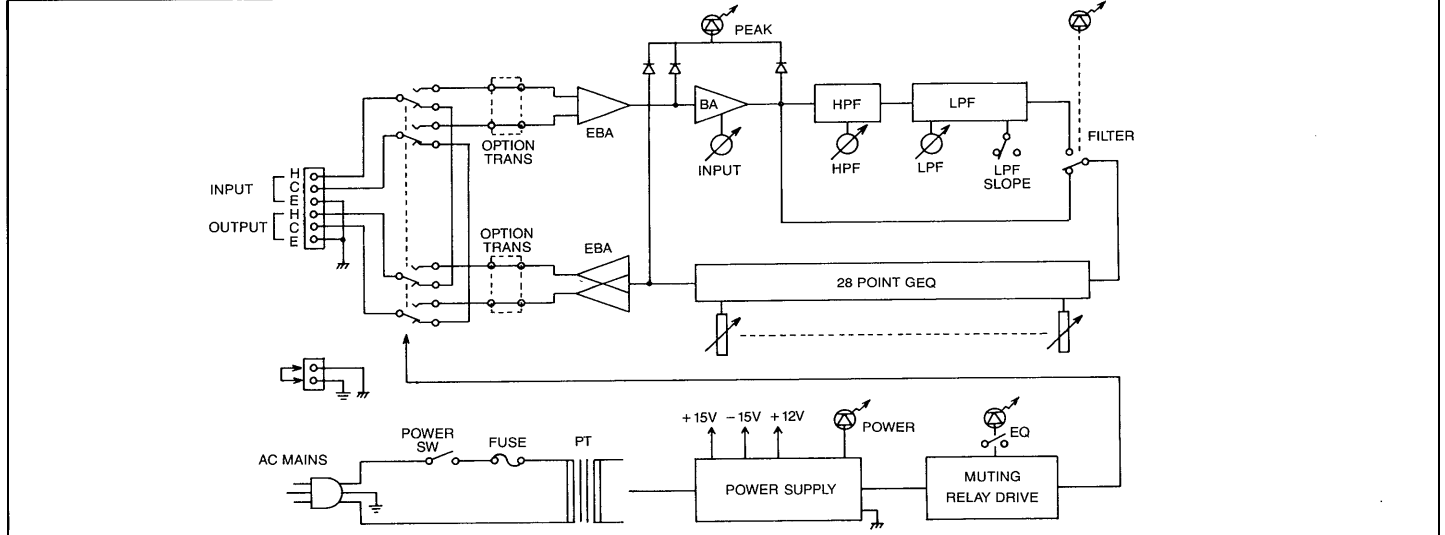 PEAK
HPF
LPF
BA
EBA
OPTION
TRANS
INPUT
HPF
LPF
LPF
SLOPE
FILTER
INPUT
H
C
E
OUTPUT
H
C
E
OPTION
TRANS
EBA
28 POINT GEQ
+15V −15V +12V
POWER
EQ
POWER
SW
FUSE
PT
AC MAINS
POWER SUPPLY
MUTING
RELAY DRIVE